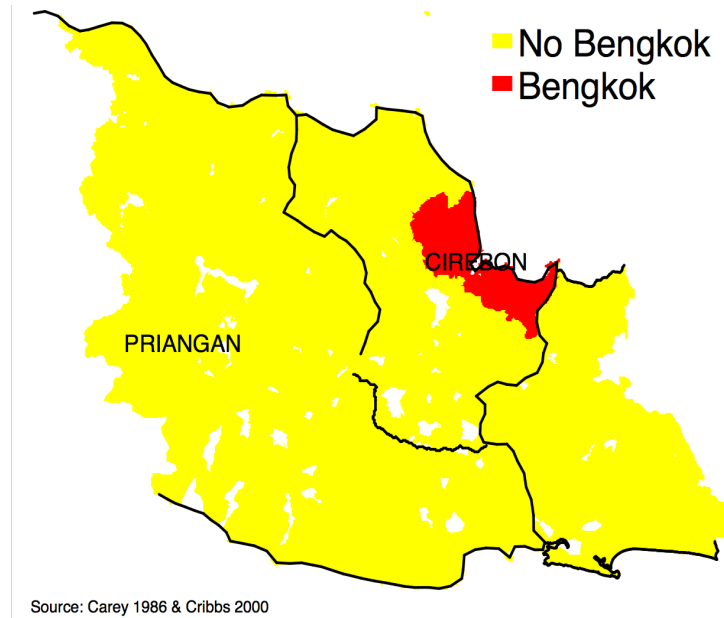 No Bengkok
Bengkok
CIREBON
PRIANGAN
Source: Carey 1986 & Cribbs 2000